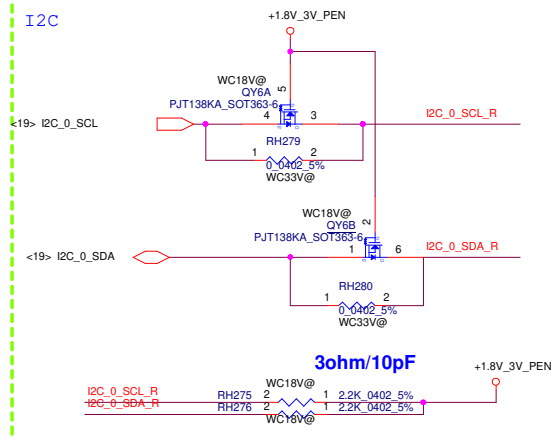 I2C
+1.8V_3V_PEN
WC18V@
QY6A
PJT138KA_SOT363-6
5
4
3
<19> I2C_0_SCL
I2C_0_SCL_R
RH279
1
2
0_0402_5%
WC33V@
WC18V@
QY6B
PJT138KA_SOT363-6
2
1
6
<19> I2C_0_SDA
I2C_0_SDA_R
RH280
1
2
0_0402_5%
WC33V@
3ohm/10pF
+1.8V_3V_PEN
WC18V@
I2C_0_SCL_R
RH275 2
1 2.2K_0402_5%
I2C_0_SDA_R
RH276 2
1 2.2K_0402_5%
WC18V@